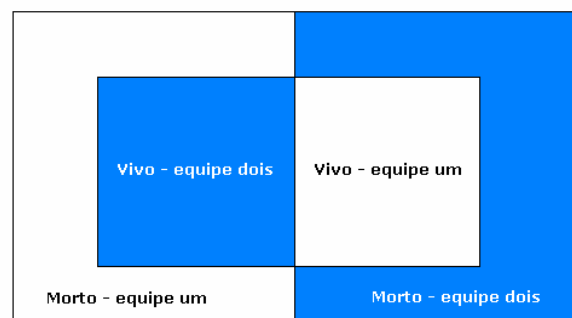 Vivo - equipe dois
Vivo - equipe um
Morto - equipe um
Morto - equipe dois